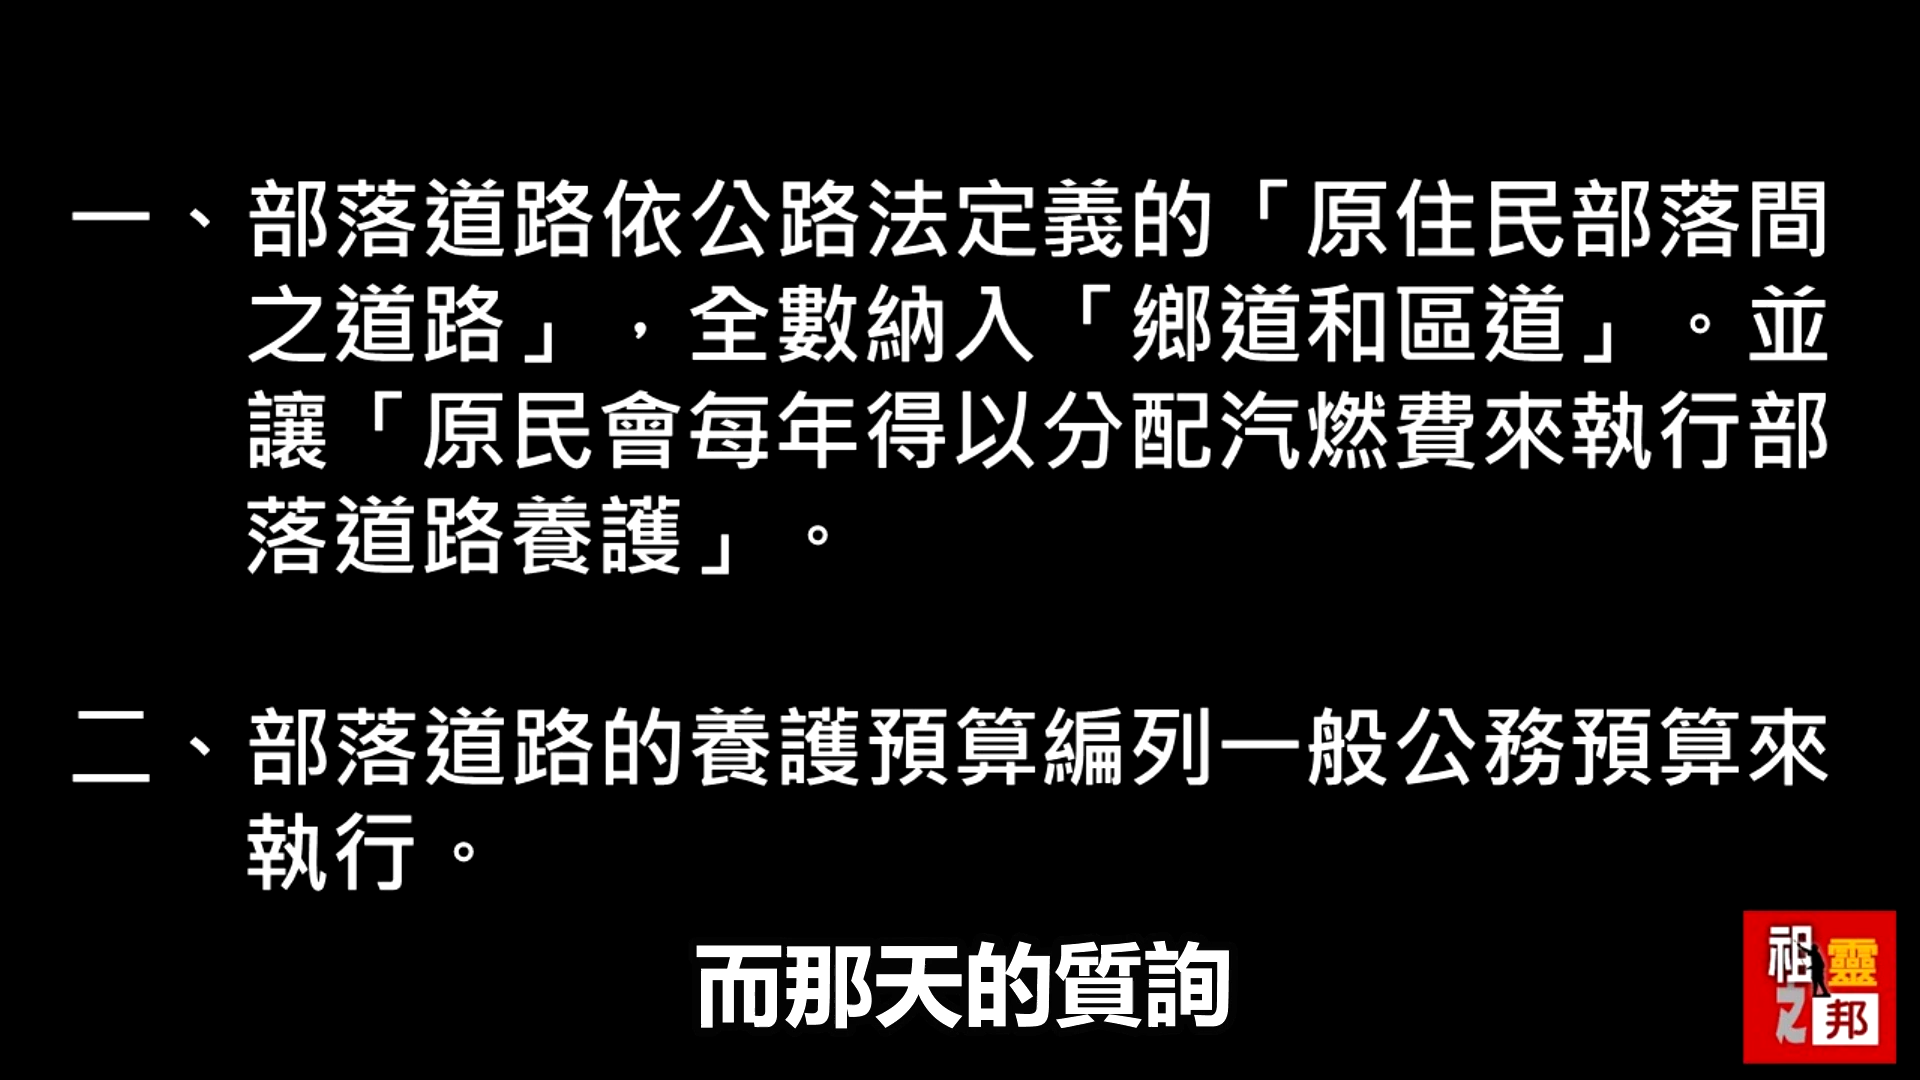 一、部落道路依公路法定義的「原住民部落間
之道路」，全數納入「鄉道和區道」。並
讓「原民會每年得以分配汽燃費來執行部
落道路養護」。
二、部落道路的養護預算編列一般公務預算來
執行。
而那天的質詢
祖靈之邦